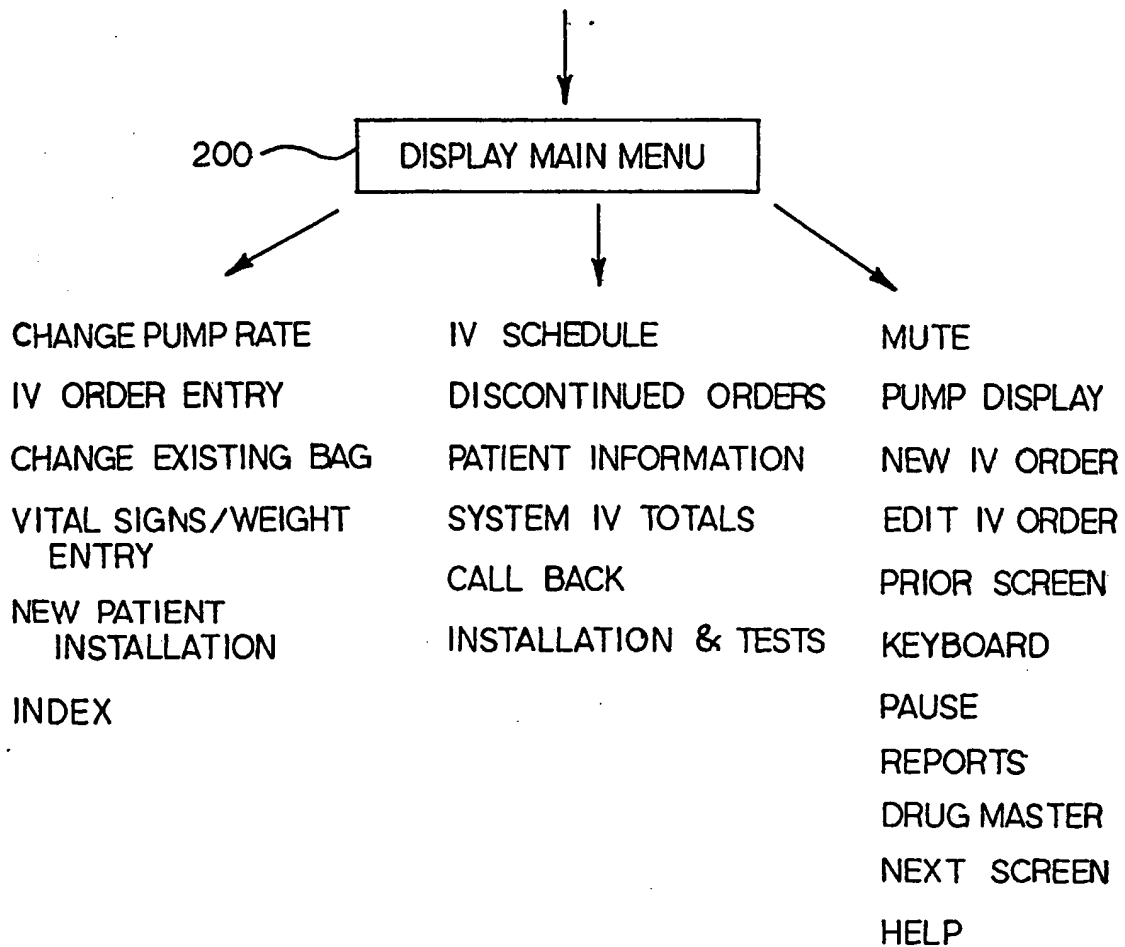 200
DISPLAY MAIN MENU
CHANGE PUMP RATE
IV ORDER ENTRY
CHANGE EXISTING BAG
VITAL SIGNS/WEIGHT
ENTRY
NEW PATIENT
INSTALLATION
INDEX
IV SCHEDULE
DISCONTINUED ORDERS
PATIENT INFORMATION
SYSTEM IV TOTALS
CALL BACK
INSTALLATION & TESTS
MUTE
PUMP DISPLAY
NEW IV ORDER
EDIT IV ORDER
PRIOR SCREEN
KEYBOARD
PAUSE
REPORTS
DRUG MASTER
NEXT SCREEN
HELP